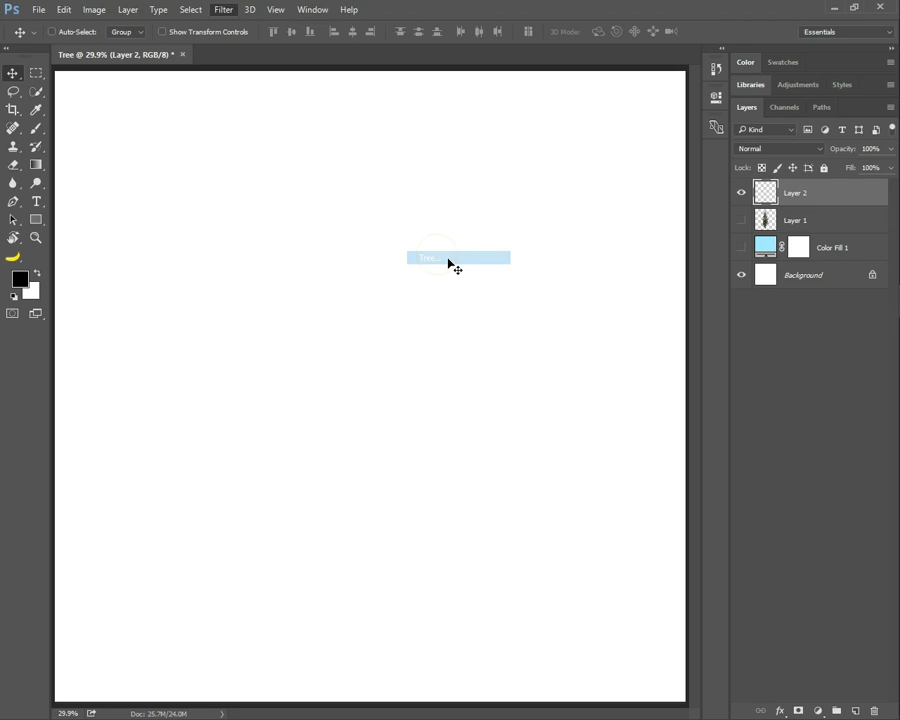 Ps File Edit Image Layer Type Select Filter 3D View Window Help
Auto-Select: Group Show Transform Controls 3D Mode: Essentials
Tree @ 29.9% (Layer 2, RGB/8) * ×
Color Swatches
Libraries Adjustments Styles
Layers Channels Paths
Kind T
Normal Opacity: 100%
Lock: Fill: 100%
Layer 2
Layer 1
Color Fill 1
Background
Tree...
T
fx
29.9% Doc: 25.7M/24.0M